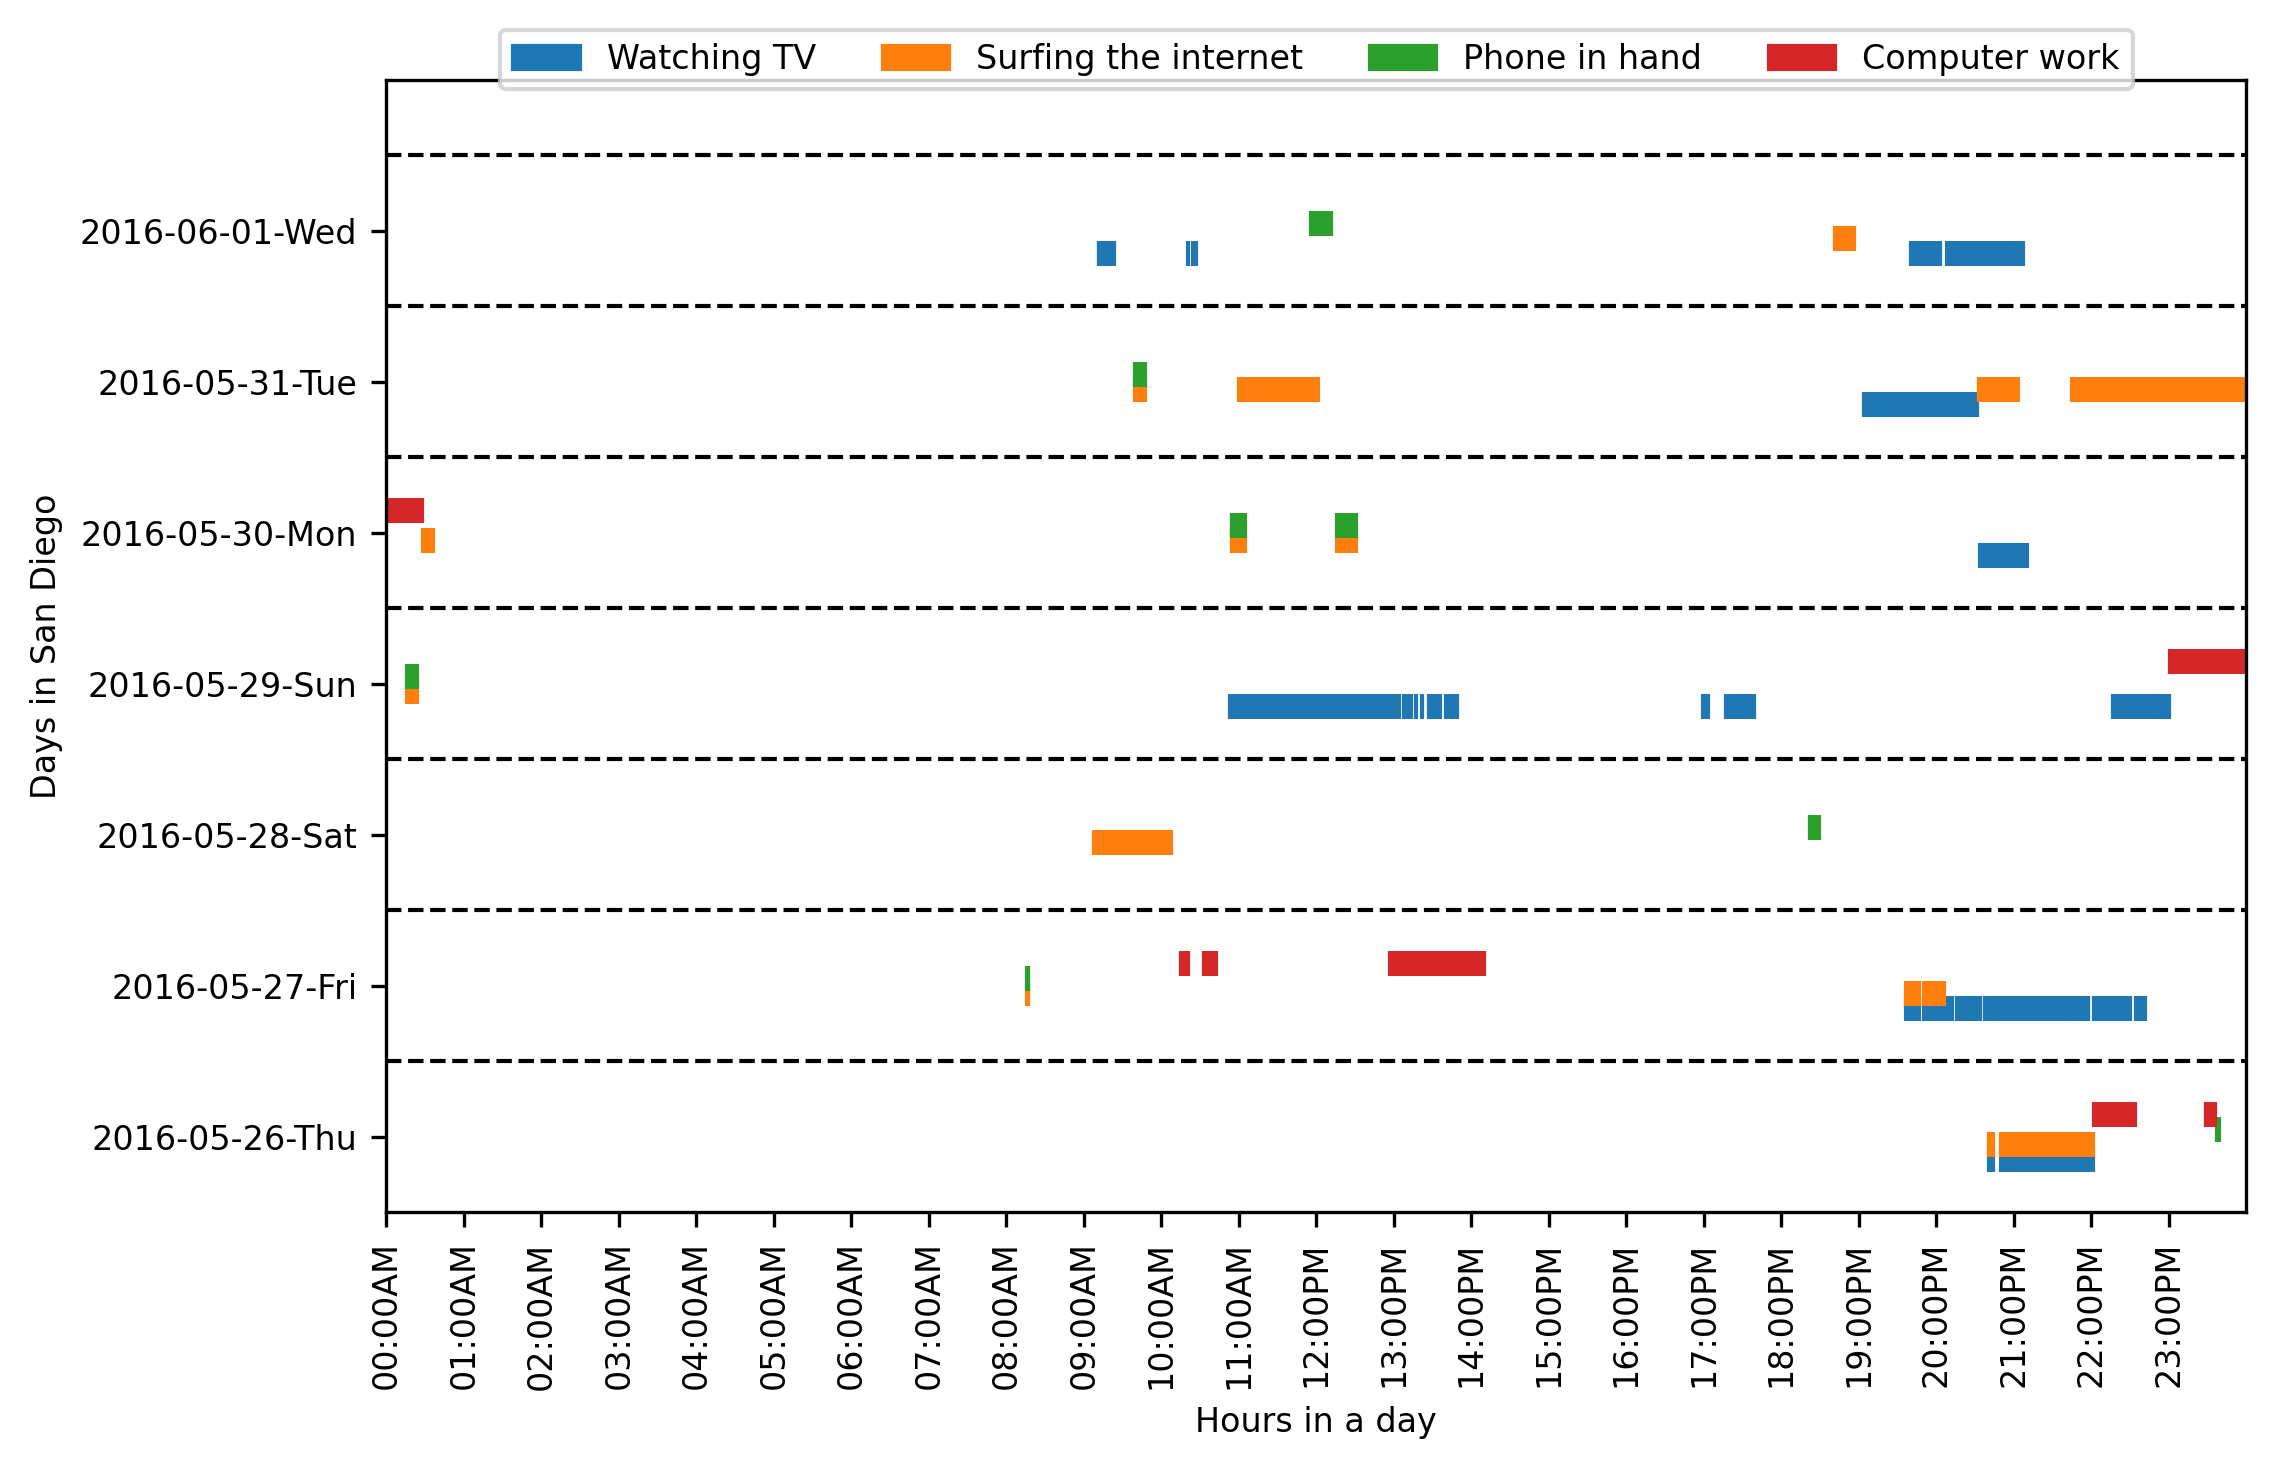 Watching TV Surfing the internet Phone in hand Computer work
Days in San Diego
2016-06-01-Wed
2016-05-31-Tue
2016-05-30-Mon
2016-05-29-Sun
2016-05-28-Sat
2016-05-27-Fri
2016-05-26-Thu
00:00AM
01:00AM
02:00AM
03:00AM
04:00AM
05:00AM
06:00AM
07:00AM
08:00AM
09:00AM
10:00AM
11:00AM
12:00PM
13:00PM
14:00PM
15:00PM
16:00PM
17:00PM
18:00PM
19:00PM
20:00PM
21:00PM
22:00PM
23:00PM
Hours in a day